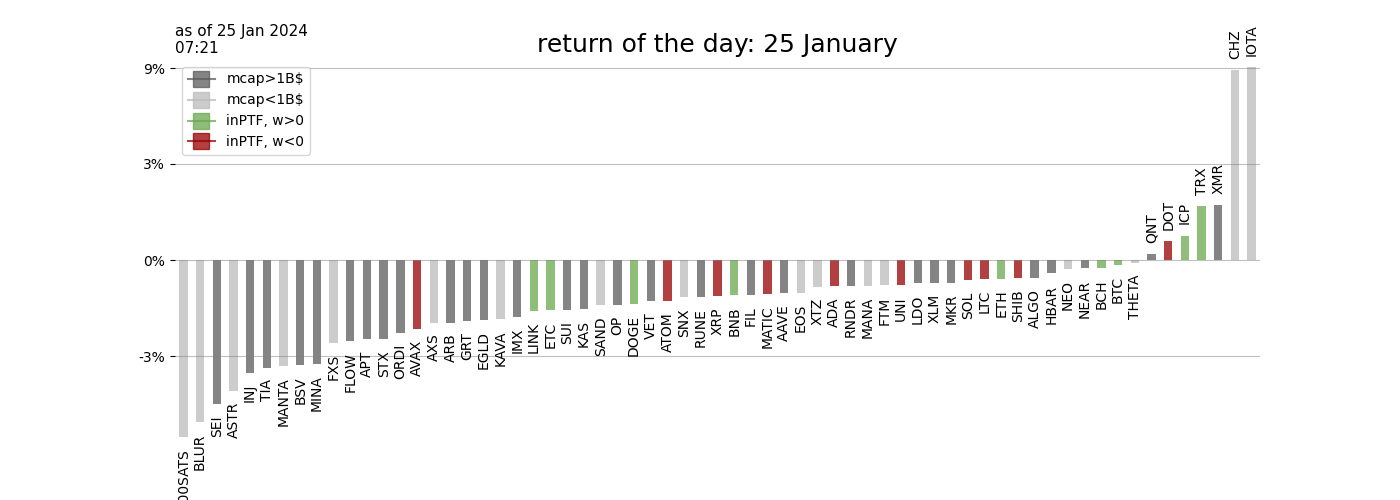 as of 25 Jan 2024
07:21
return of the day: 25 January
9%
3%
0%
-3%
mcap>1B$
mcap<1B$
inPTF, w>0
inPTF, w<0
00SATS
BLUR
SEI
ASTR
INJ
TIA
MANTA
BSV
MINA
FXS
FLOW
APT
STX
ORDI
AVAX
AXS
ARB
GRT
EGLD
KAVA
IMX
LINK
ETC
SUI
KAS
SAND
OP
DOGE
VET
ATOM
SNX
RUNE
XRP
BNB
FIL
MATIC
AAVE
EOS
XTZ
ADA
RNDR
MANA
FTM
UNI
LDO
XLM
MKR
SOL
LTC
ETH
SHIB
ALGO
HBAR
NEO
NEAR
BCH
BTC
THETA
QNT
DOT
ICP
TRX
XMR
CHZ
IOTA